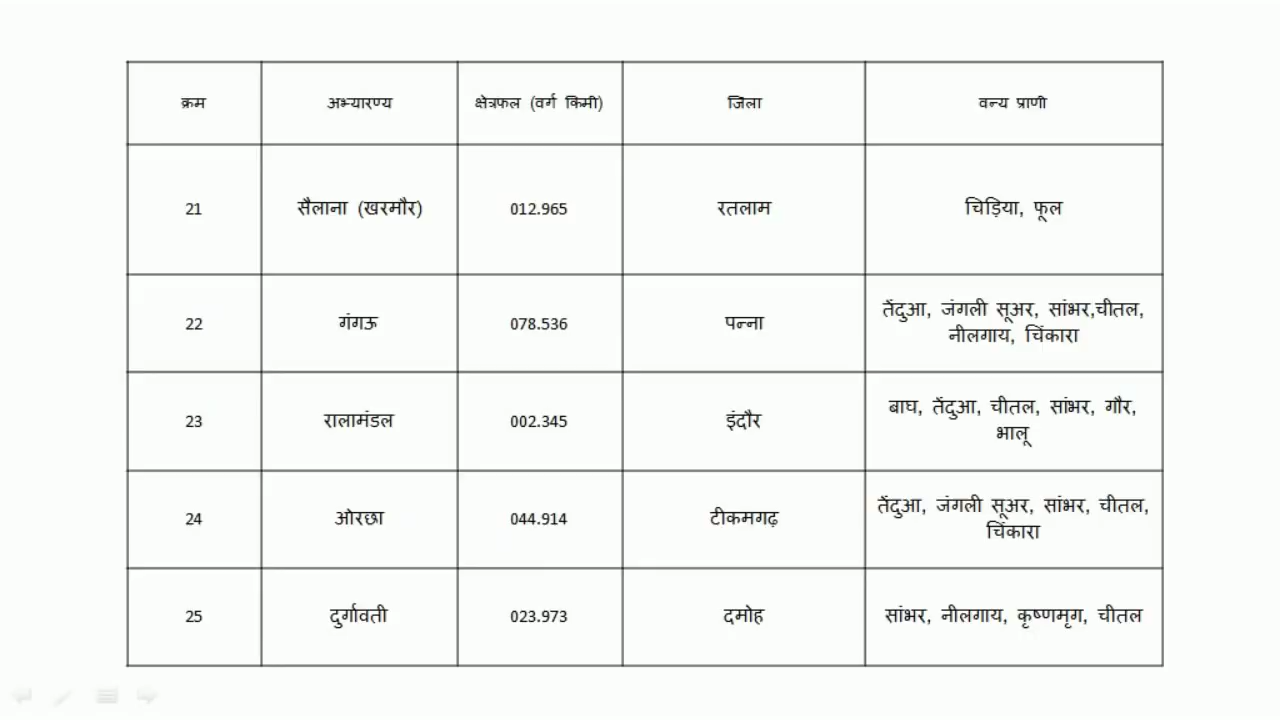 क्रम अभ्यारण्य क्षेत्रफल (वर्ग किमी) जिला वन्य प्राणी
21 सैलाना (खरमौर) 012.965 रतलाम चिड़िया, फूल
22 गंगऊ 078.536 पन्ना तेंदुआ, जंगली सूअर, सांभर,चीतल,
नीलगाय, चिंकारा
23 रालामंडल 002.345 इंदौर बाघ, तेंदुआ, चीतल, सांभर, गौर,
भालू
24 ओरछा 044.914 टीकमगढ़ तेंदुआ, जंगली सूअर, सांभर, चीतल,
चिंकारा
25 दुर्गावती 023.973 दमोह सांभर, नीलगाय, कृष्णमृग, चीतल